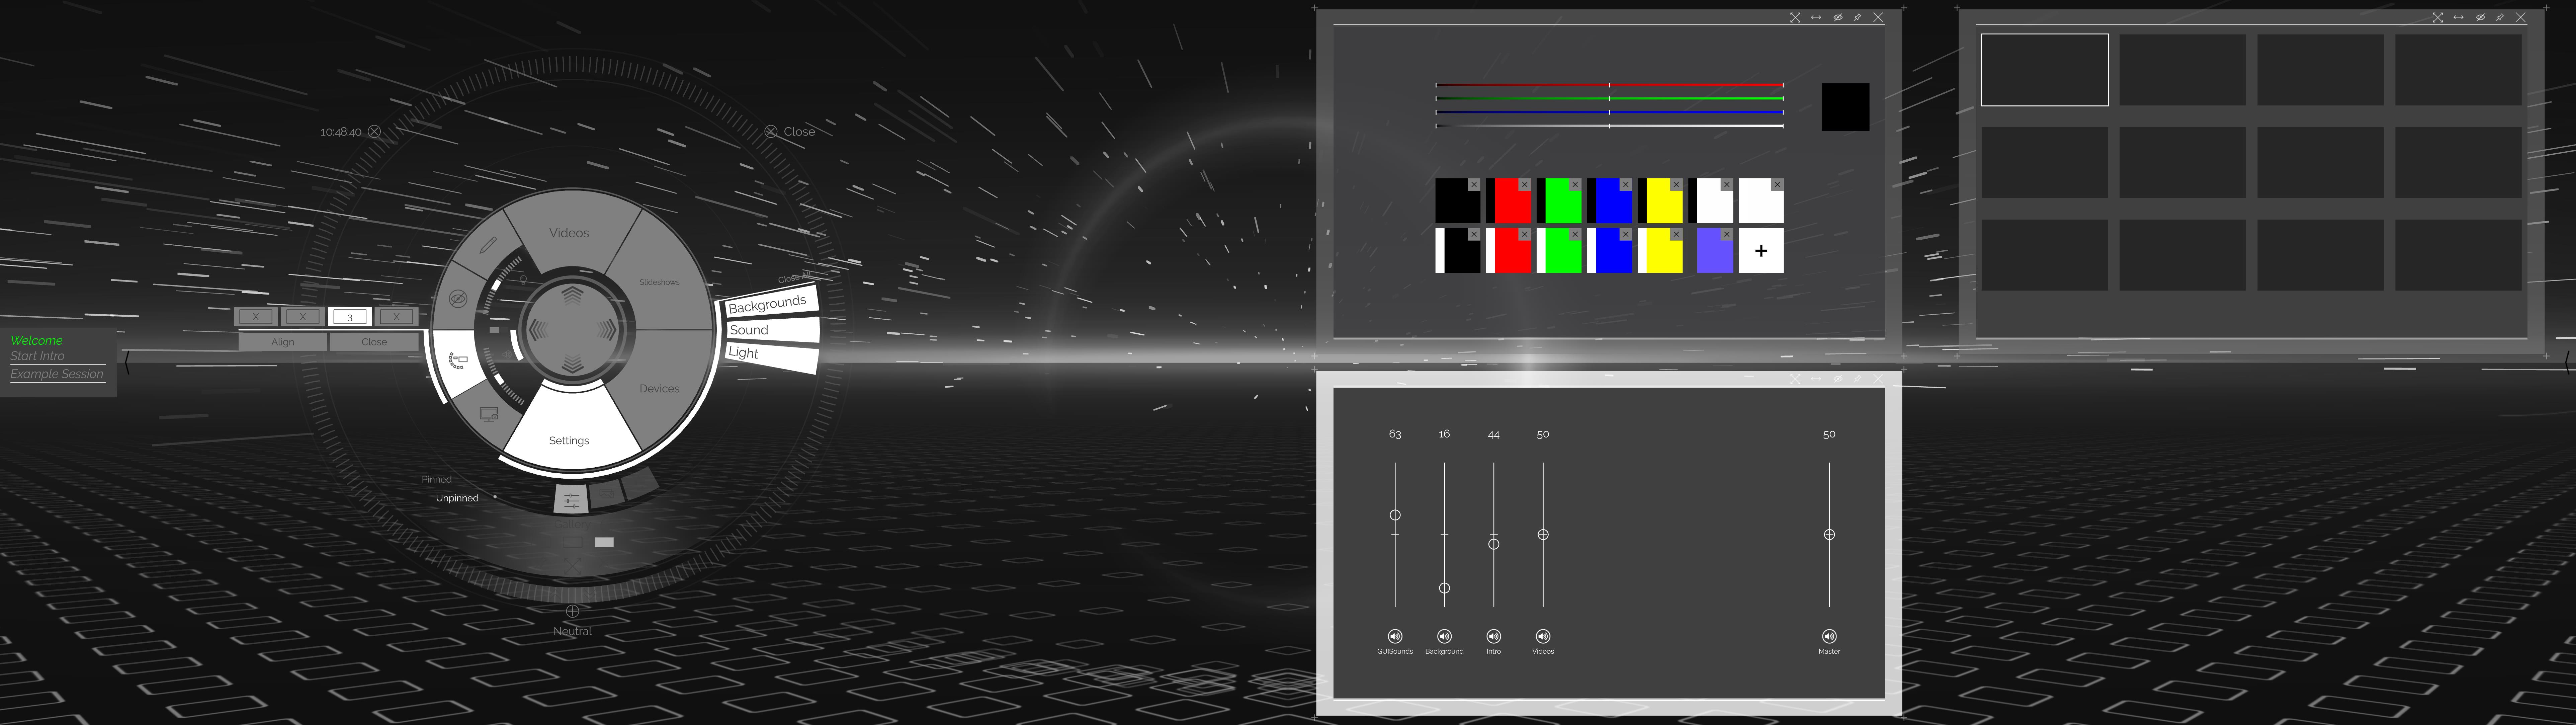 10:48:40
Close
Videos
Slideshows
Close All
Backgrounds
Sound
Light
X X 3 X
Align Close
Welcome
Start Intro
Example Session
Devices
Settings
Pinned
Unpinned
Neutral
63 16 44 50 50
GUISounds Background Intro Videos Master